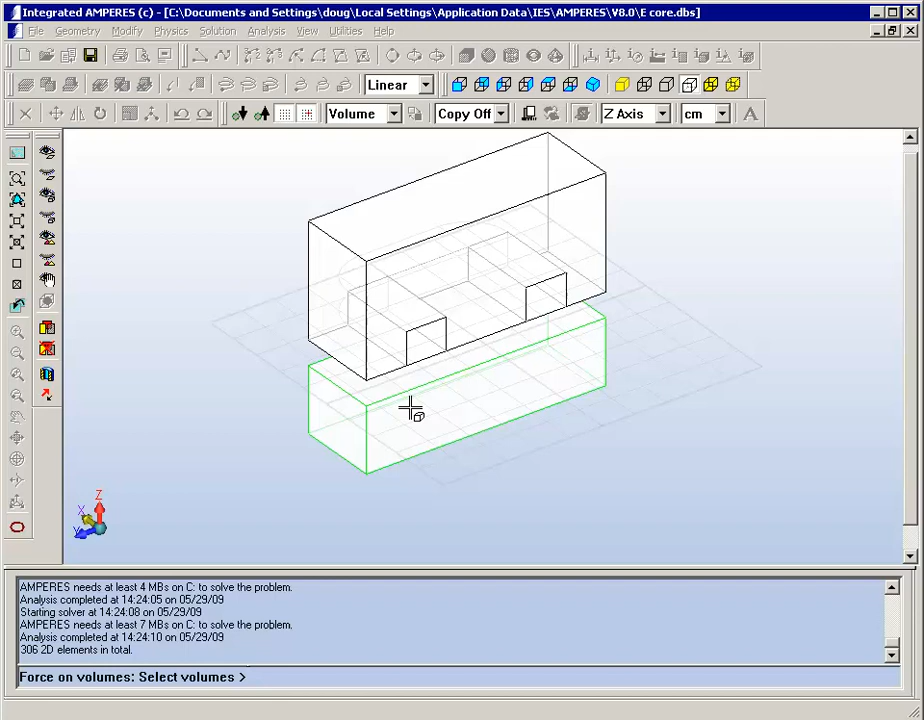 Integrated AMPERES (c) - [C:\Documents and Settings\doug\Local Settings\Application Data\IES\AMPERES\V8.0\E core.dbs]
File Geometry Modify Physics Solution Analysis View Utilities Help
Linear
Volume Copy Off Z Axis cm A
Z
X
Y
AMPERES needs at least 4 MBs on C: to solve the problem.
Analysis completed at 14:24:05 on 05/29/09
Starting solver at 14:24:08 on 05/29/09
AMPERES needs at least 7 MBs on C: to solve the problem.
Analysis completed at 14:24:10 on 05/29/09
306 2D elements in total.
Force on volumes: Select volumes >